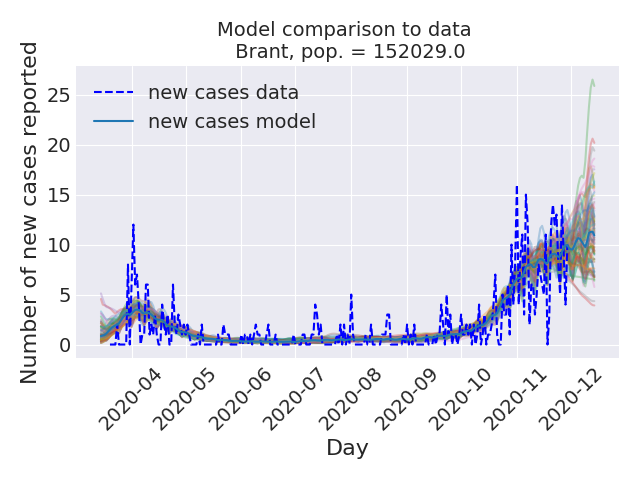 Model comparison to data
Brant, pop. = 152029.0
Number of new cases reported
25
20
15
10
5
0
new cases data
new cases model
2020-04
2020-05
2020-06
2020-07
2020-08
2020-09
2020-10
2020-11
2020-12
Day